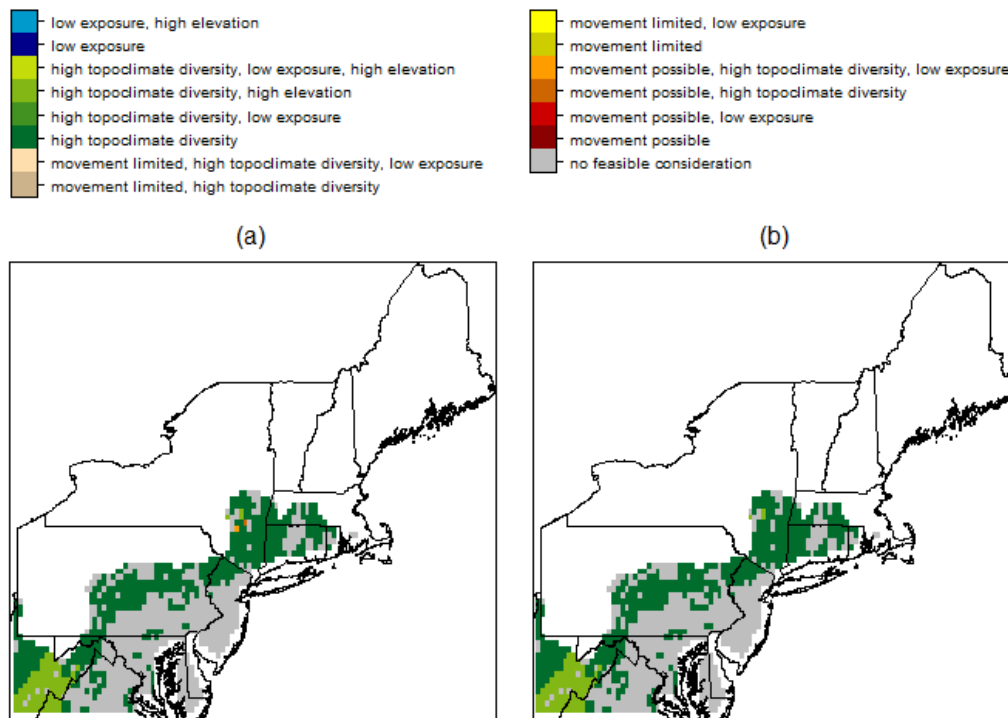 low exposure, high elevation
low exposure
high topoclimate diversity, low exposure, high elevation
high topoclimate diversity, high elevation
high topoclimate diversity, low exposure
high topoclimate diversity
movement limited, high topoclimate diversity, low exposure
movement limited, high topoclimate diversity
movement limited, low exposure
movement limited
movement possible, high topoclimate diversity, low exposure
movement possible, high topoclimate diversity
movement possible, low exposure
movement possible
no feasible consideration
(a)
(b)